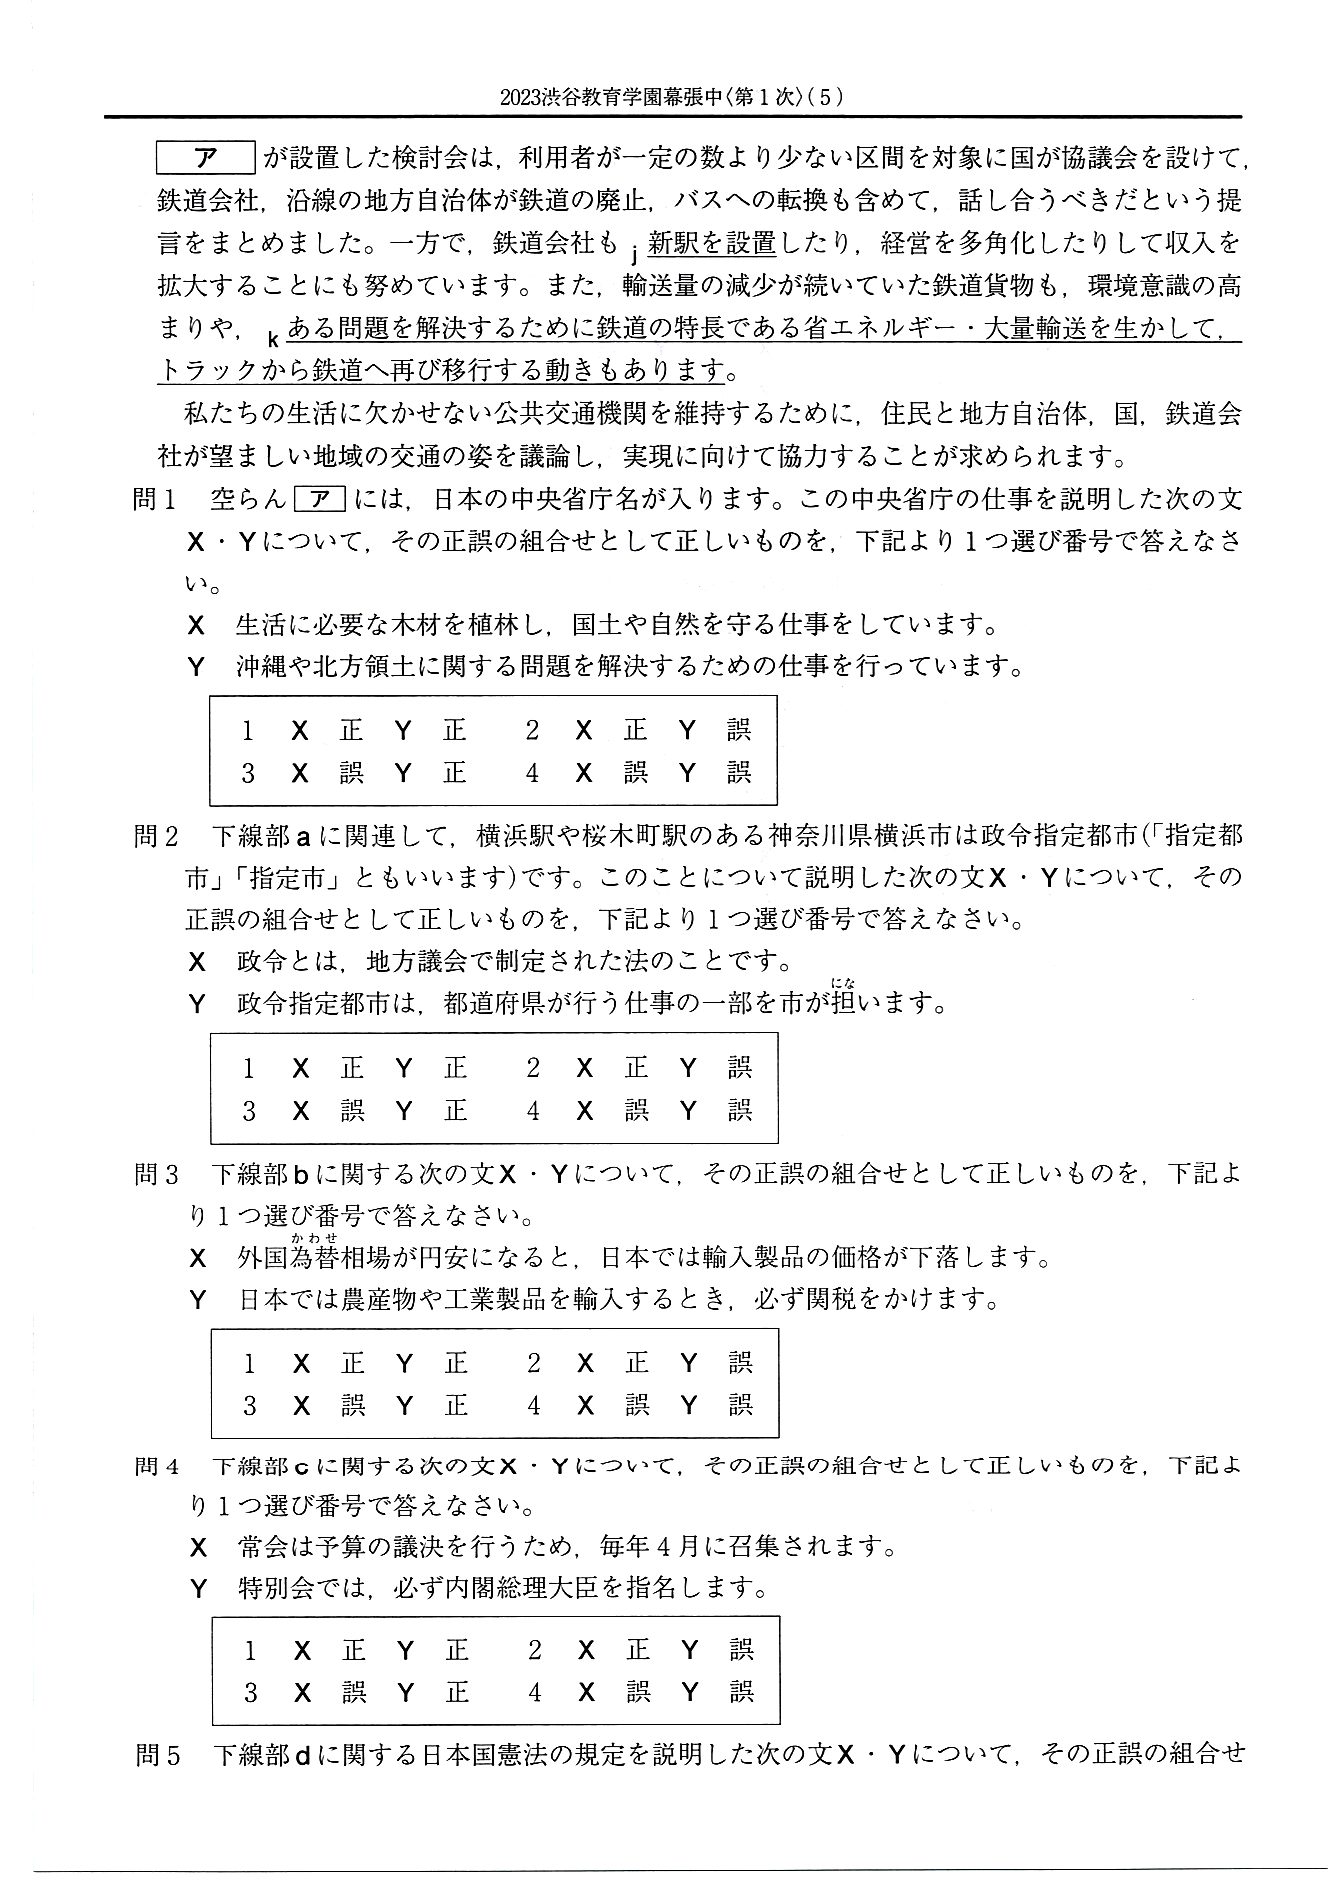 2023渋谷教育学園幕張中〈第1次〉(5)
アが設置した検討会は，利用者が一定の数より少ない区間を対象に国が協議会を設けて，
鉄道会社，沿線の地方自治体が鉄道の廃止，バスへの転換も含めて，話し合うべきだという提
言をまとめました。一方で，鉄道会社も j 新駅を設置したり，経営を多角化したりして収入を
拡大することにも努めています。また，輸送量の減少が続いていた鉄道貨物も，環境意識の高
まりや， k ある問題を解決するために鉄道の特長である省エネルギー・大量輸送を生かして，
トラックから鉄道へ再び移行する動きもあります。
私たちの生活に欠かせない公共交通機関を維持するために，住民と地方自治体，国，鉄道会
社が望ましい地域の交通の姿を議論し，実現に向けて協力することが求められます。
問1 空らんアには，日本の中央省庁名が入ります。この中央省庁の仕事を説明した次の文
X・Yについて，その正誤の組合せとして正しいものを，下記より1つ選び番号で答えなさ
い。
X 生活に必要な木材を植林し，国土や自然を守る仕事をしています。
Y 沖縄や北方領土に関する問題を解決するための仕事を行っています。
1 X 正 Y 正 2 X 正 Y 誤
3 X 誤 Y 正 4 X 誤 Y 誤
問2 下線部aに関連して，横浜駅や桜木町駅のある神奈川県横浜市は政令指定都市(「指定都
市」「指定市」ともいいます)です。このことについて説明した次の文X・Yについて，その
正誤の組合せとして正しいものを，下記より1つ選び番号で答えなさい。
X 政令とは，地方議会で制定された法のことです。
にな
Y 政令指定都市は，都道府県が行う仕事の一部を市が担います。
1 X 正 Y 正 2 X 正 Y 誤
3 X 誤 Y 正 4 X 誤 Y 誤
問3 下線部bに関する次の文X・Yについて，その正誤の組合せとして正しいものを，下記よ
り1つ選び番号で答えなさい。
かわせ
X 外国為替相場が円安になると，日本では輸入製品の価格が下落します。
Y 日本では農産物や工業製品を輸入するとき，必ず関税をかけます。
1 X 正 Y 正 2 X 正 Y 誤
3 X 誤 Y 正 4 X 誤 Y 誤
問4 下線部cに関する次の文X・Yについて，その正誤の組合せとして正しいものを，下記よ
り1つ選び番号で答えなさい。
X 常会は予算の議決を行うため，毎年4月に召集されます。
Y 特別会では，必ず内閣総理大臣を指名します。
1 X 正 Y 正 2 X 正 Y 誤
3 X 誤 Y 正 4 X 誤 Y 誤
問5 下線部dに関する日本国憲法の規定を説明した次の文X・Yについて，その正誤の組合せ